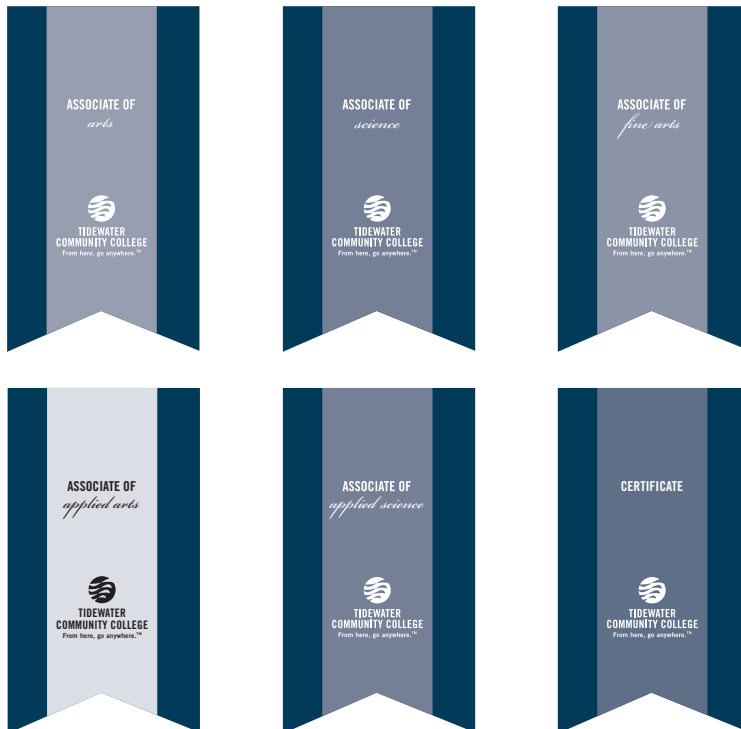 ASSOCIATE OF
arts
TIDEWATER
COMMUNITY COLLEGE
From here, go anywhere.™
ASSOCIATE OF
science
TIDEWATER
COMMUNITY COLLEGE
From here, go anywhere.™
ASSOCIATE OF
fine arts
TIDEWATER
COMMUNITY COLLEGE
From here, go anywhere.™
ASSOCIATE OF
applied arts
TIDEWATER
COMMUNITY COLLEGE
From here, go anywhere.™
ASSOCIATE OF
applied science
TIDEWATER
COMMUNITY COLLEGE
From here, go anywhere.™
CERTIFICATE
TIDEWATER
COMMUNITY COLLEGE
From here, go anywhere.™